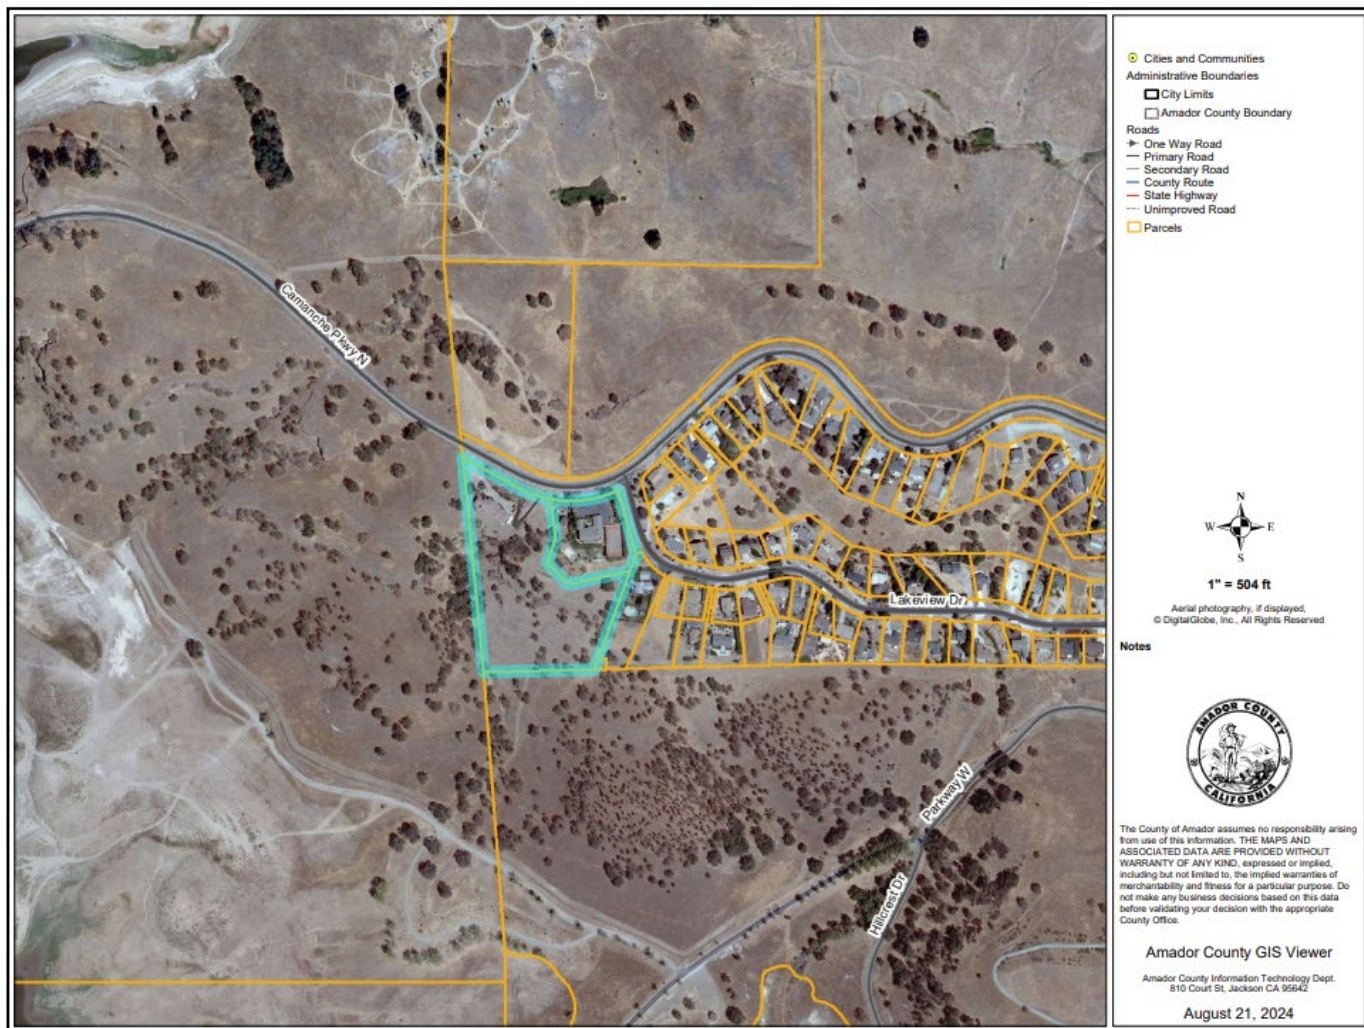 Camanche Pkwy N
Lakeview Dr
Parkway W
Hillcrest Dr
Cities and Communities
Administrative Boundaries
City Limits
Amador County Boundary
Roads
One Way Road
Primary Road
Secondary Road
County Route
State Highway
Unimproved Road
Parcels
N
W E
S
1" = 504 ft
Aerial photography, if displayed,
© DigitalGlobe, Inc., All Rights Reserved
Notes
AMADOR COUNTY
CALIFORNIA
The County of Amador assumes no responsibility arising
from use of this information. THE MAPS AND
ASSOCIATED DATA ARE PROVIDED WITHOUT
WARRANTY OF ANY KIND, expressed or implied,
including but not limited to, the implied warranties of
merchantability and fitness for a particular purpose. Do
not make any business decisions based on this data
before validating your decision with the appropriate
County Office.
Amador County GIS Viewer
Amador County Information Technology Dept.
810 Court St, Jackson CA 95642
August 21, 2024